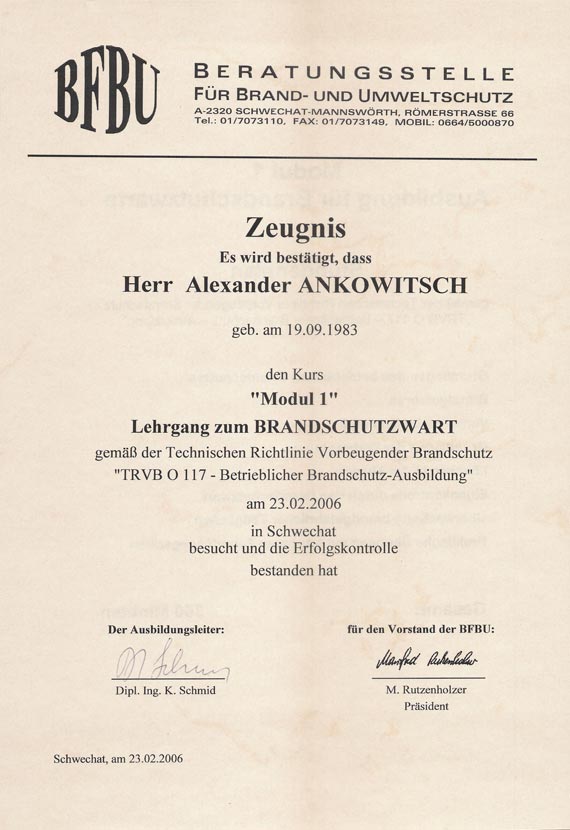 BFBU
BERATUNGSSTELLE
FÜR BRAND- UND UMWELTSCHUTZ
A-2320 SCHWECHAT-MANNSWÖRTH, RÖMERSTRASSE 66
Tel.: 01/7073110, FAX: 01/7073149, MOBIL: 0664/5000870
Zeugnis
Es wird bestätigt, dass
Herr Alexander ANKOWITSCH
geb. am 19.09.1983
den Kurs
"Modul 1"
Lehrgang zum BRANDSCHUTZWART
gemäß der Technischen Richtlinie Vorbeugender Brandschutz
"TRVB O 117 - Betrieblicher Brandschutz-Ausbildung"
am 23.02.2006
in Schwechat
besucht und die Erfolgskontrolle
bestanden hat
Der Ausbildungsleiter: für den Vorstand der BFBU:
Dipl. Ing. K. Schmid M. Rutzenholzer
Präsident
Schwechat, am 23.02.2006